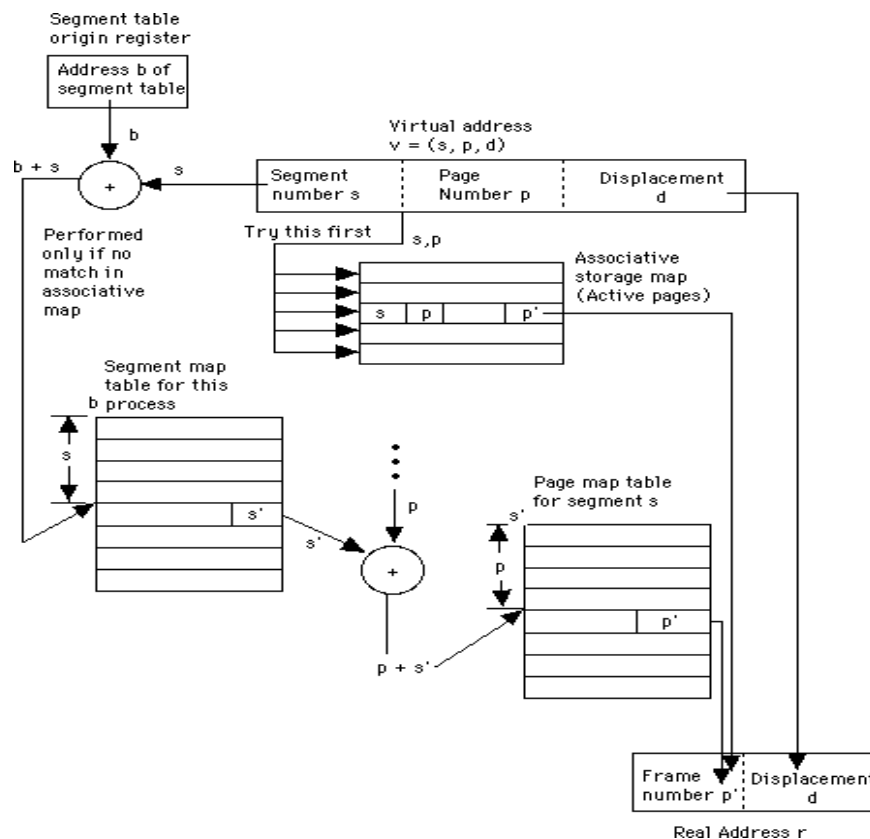 Segment table
origin register
Address b of
segment table
b
b + s
s
+
Virtual address
v = (s, p, d)
Segment
number s
Page
Number p
Displacement
d
Performed
only if no
match in
associative
map
Try this first
s,p
Associative
storage map
(Active pages)
s
p
p'
Segment map
table for this
process
b
s
s'
s'
p
+
p + s'
Page map table
for segment s
s'
p
p'
Frame
number p'
Displacement
d
Real Address r